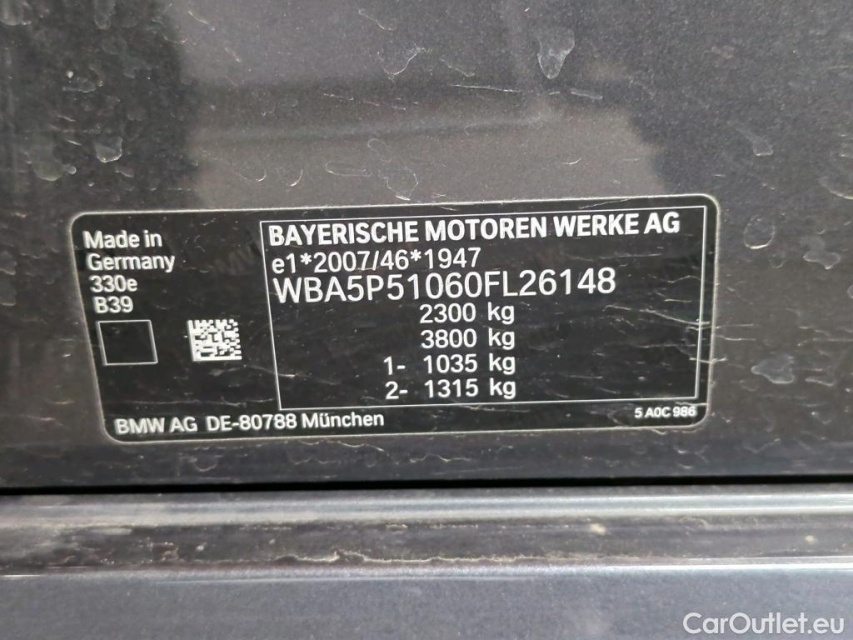 Made in
Germany
330e
B39
BAYERISCHE MOTOREN WERKE AG
e1*2007/46*1947
WBA5P51060FL26148
2300 kg
3800 kg
1- 1035 kg
2- 1315 kg
BMW AG DE-80788 München
5 A0C 986
CarOutlet.eu